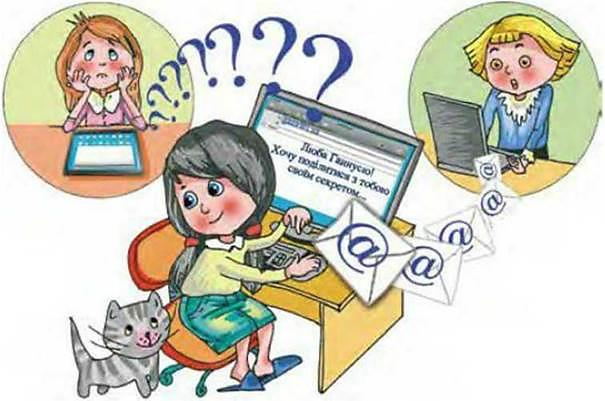 ? ? ? ? ? ? ?
Люба Ганнусю!
Хочу поділитися з тобою
своїм секретом...
@ @ @ @ @